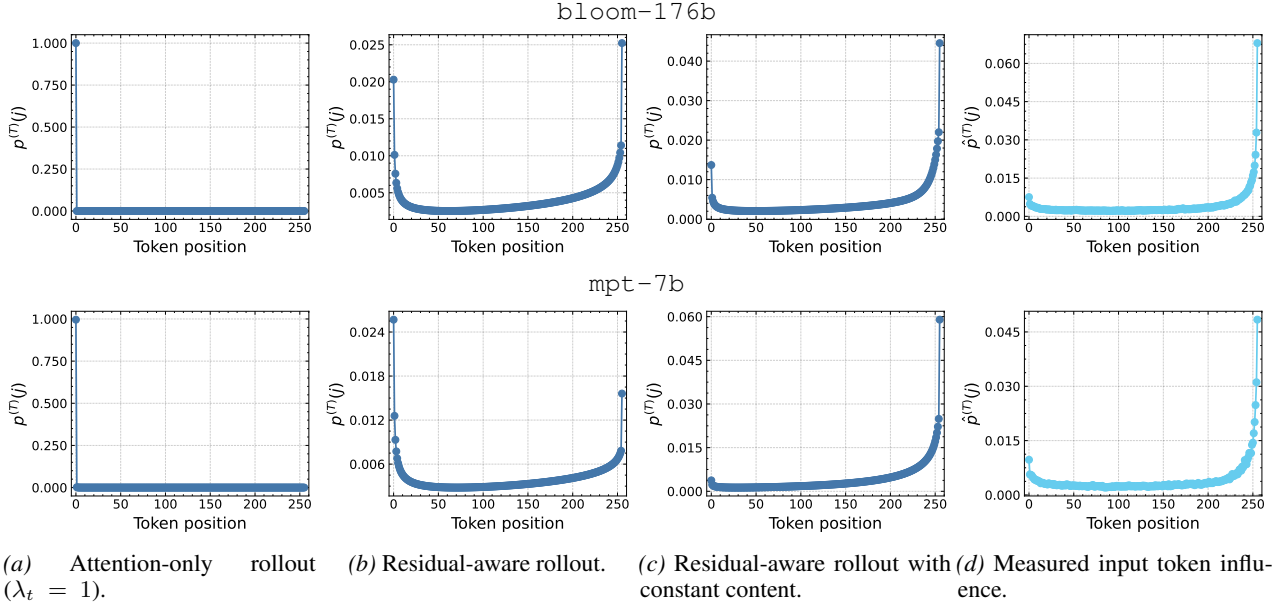 bloom-176b
1.000
0.750
0.500
0.250
0.000
p^(T)(j)
0 50 100 150 200 250
Token position
0.025
0.020
0.015
0.010
0.005
p^(T)(j)
0 50 100 150 200 250
Token position
0.040
0.030
0.020
0.010
0.000
p^(T)(j)
0 50 100 150 200 250
Token position
0.060
0.045
0.030
0.015
0.000
p̂^(T)(j)
0 50 100 150 200 250
Token position
mpt-7b
1.000
0.750
0.500
0.250
0.000
p^(T)(j)
0 50 100 150 200 250
Token position
0.024
0.018
0.012
0.006
p^(T)(j)
0 50 100 150 200 250
Token position
0.060
0.045
0.030
0.015
0.000
p^(T)(j)
0 50 100 150 200 250
Token position
0.045
0.030
0.015
0.000
p̂^(T)(j)
0 50 100 150 200 250
Token position
(a) Attention-only rollout
(λ_t = 1).
(b) Residual-aware rollout.
(c) Residual-aware rollout with
constant content.
(d) Measured input token influ-
ence.